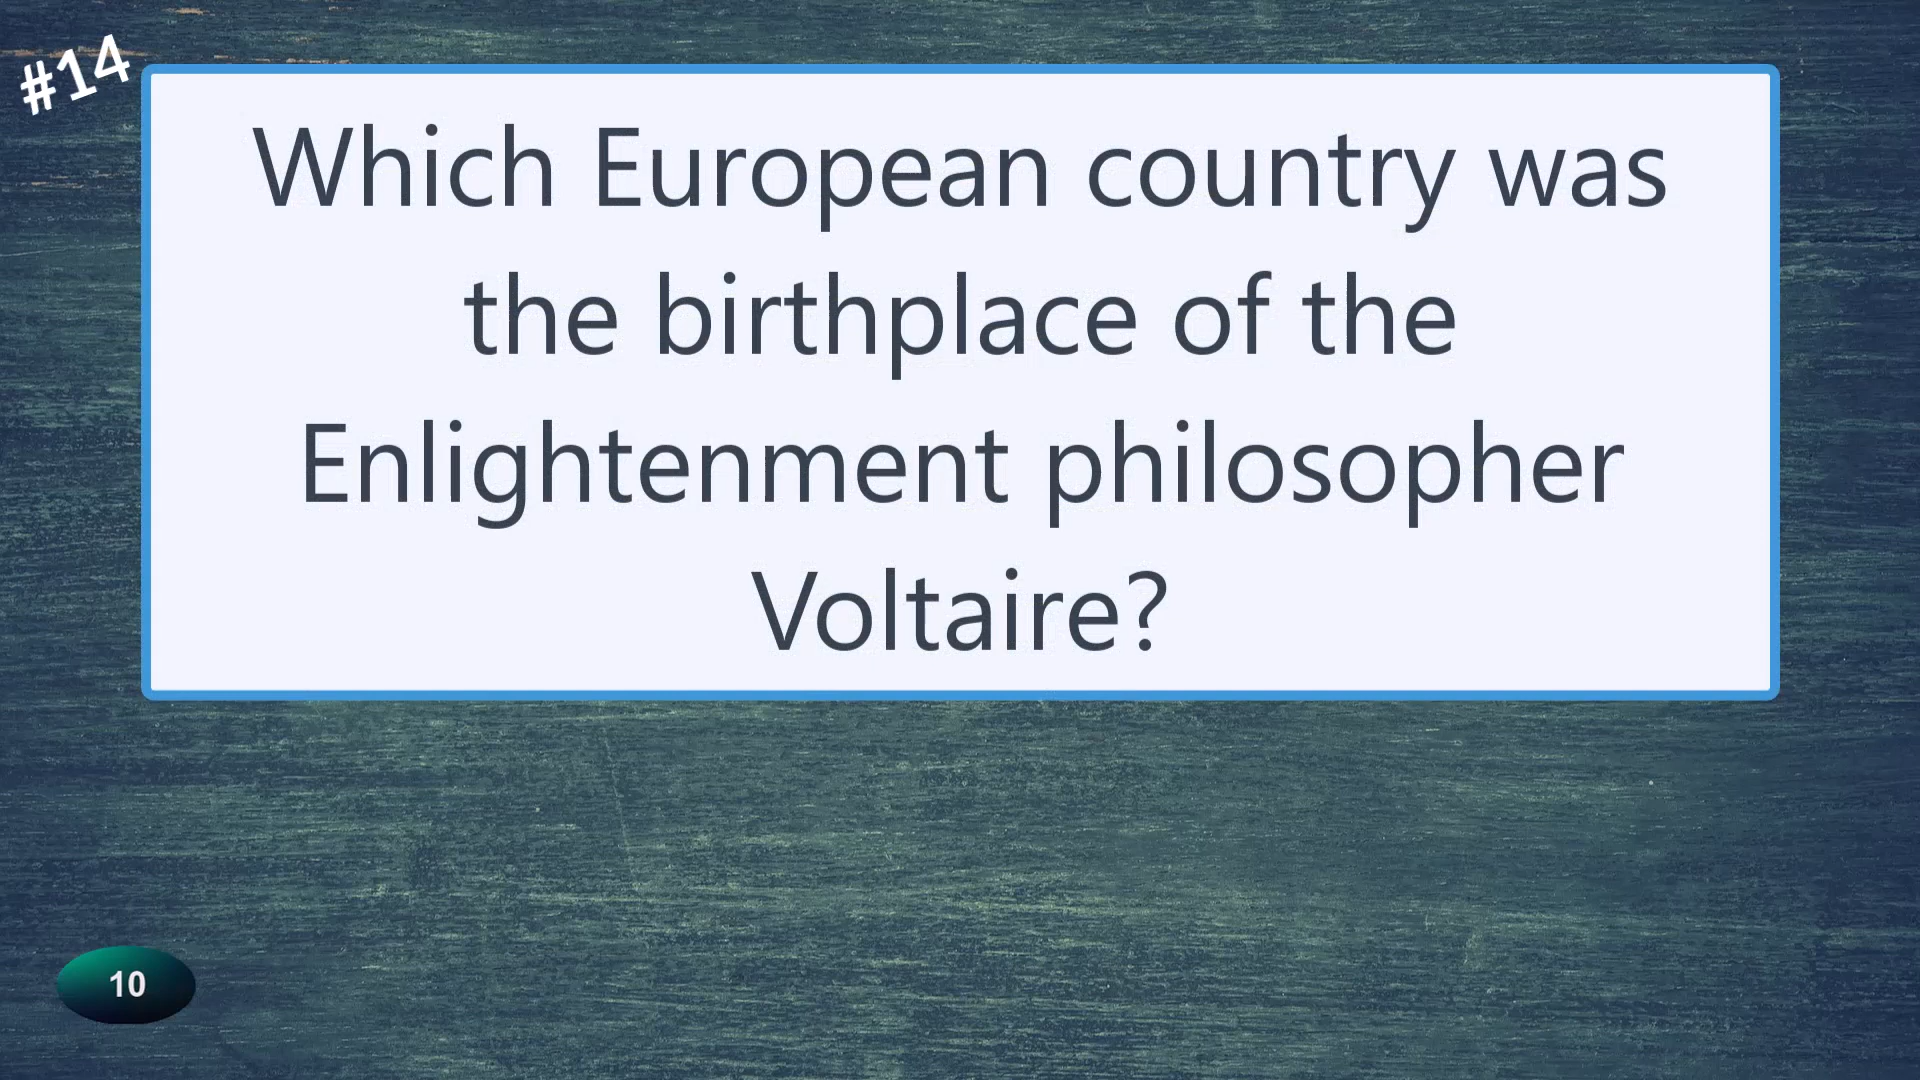 #14
Which European country was
the birthplace of the
Enlightenment philosopher
Voltaire?
10